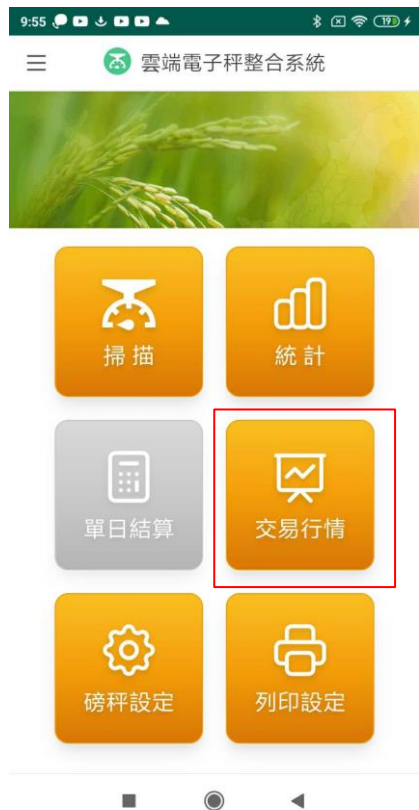 9:55
19
雲端電子秤整合系統
掃描
統計
單日結算
交易行情
磅秤設定
列印設定